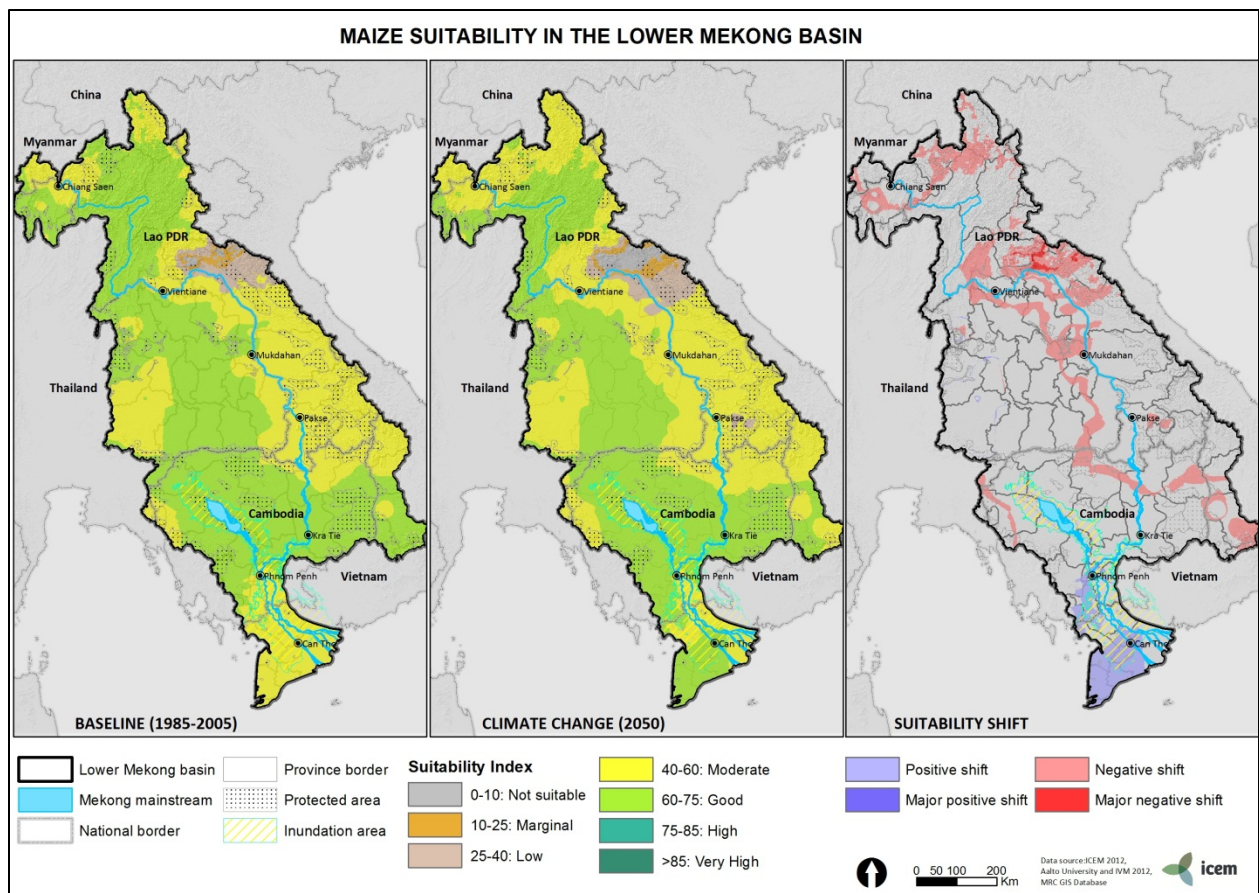 MAIZE SUITABILITY IN THE LOWER MEKONG BASIN
China
Myanmar
Chiang Saen
Lao PDR
Vientiane
Mukdahan
Thailand
Pakse
Cambodia
Kra Tie
Phnom Penh
Vietnam
Can Tho
BASELINE (1985-2005)
China
Myanmar
Chiang Saen
Lao PDR
Vientiane
Mukdahan
Thailand
Pakse
Cambodia
Kra Tie
Phnom Penh
Vietnam
Can Tho
CLIMATE CHANGE (2050)
China
Myanmar
Chiang Saen
Lao PDR
Vientiane
Mukdahan
Thailand
Pakse
Cambodia
Kra Tie
Phnom Penh
Vietnam
Can Tho
SUITABILITY SHIFT
Lower Mekong basin
Mekong mainstream
National border
Province border
Protected area
Inundation area
Suitability Index
0-10: Not suitable
10-25: Marginal
25-40: Low
40-60: Moderate
60-75: Good
75-85: High
>85: Very High
Positive shift
Major positive shift
Negative shift
Major negative shift
0 50 100 200
Km
Data source:ICEM 2012,
Aalto University and IVM 2012,
MRC GIS Database
icem